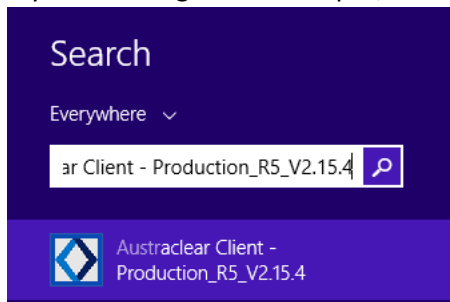 Search
Everywhere
ar Client - Production_R5_V2.15.4
Austraclear Client -
Production_R5_V2.15.4